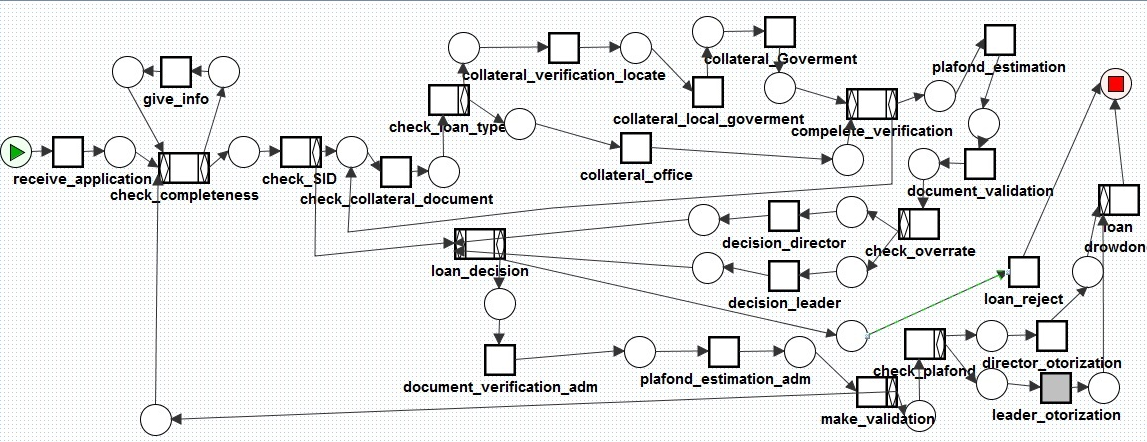 collateral_Goverment
plafond_estimation
collateral_verification_locate
give_info
collateral_local_goverment
check_loan_type
compelete_verification
receive_application
check_SID
collateral_office
check_completeness
check_collateral_document
document_validation
loan
drowdon
decision_director
check_overrate
loan_decision
decision_leader
loan_reject
document_verification_adm
plafond_estimation_adm
check_plafond
director_otorization
make_validation
leader_otorization